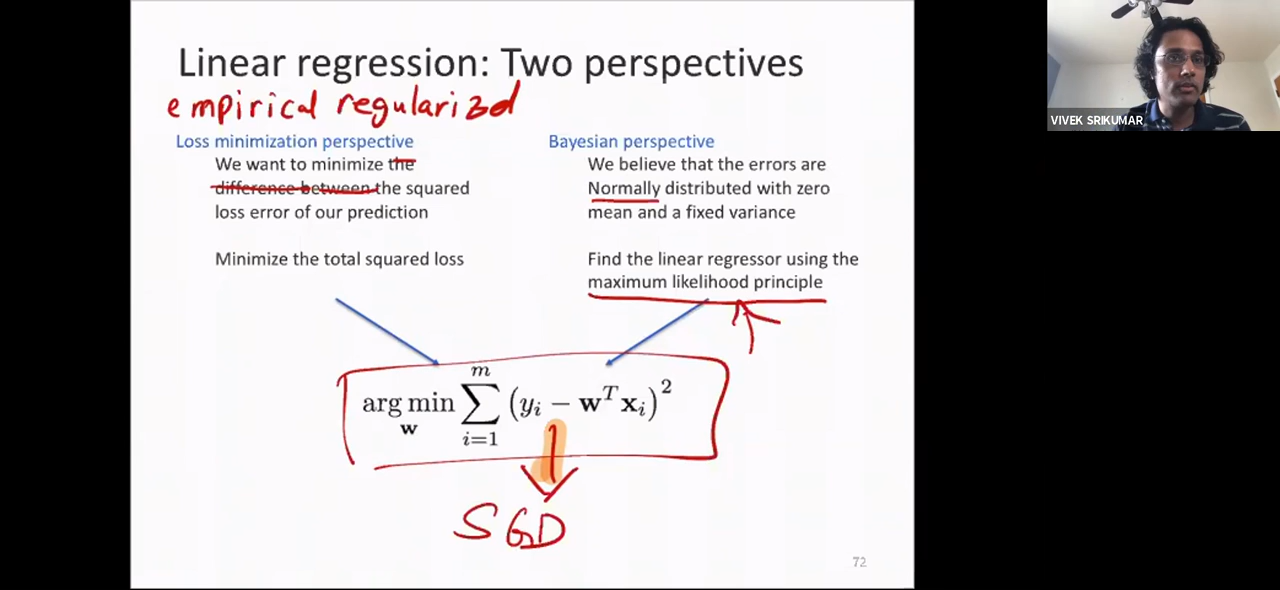 Linear regression: Two perspectives
empirical regularized
Loss minimization perspective
We want to minimize the
difference between the squared
loss error of our prediction
Minimize the total squared loss
Bayesian perspective
We believe that the errors are
Normally distributed with zero
mean and a fixed variance
Find the linear regressor using the
maximum likelihood principle
arg min_w ∑_{i=1}^{m} (y_i − w^T x_i)^2
SGD
72
VIVEK SRIKUMAR